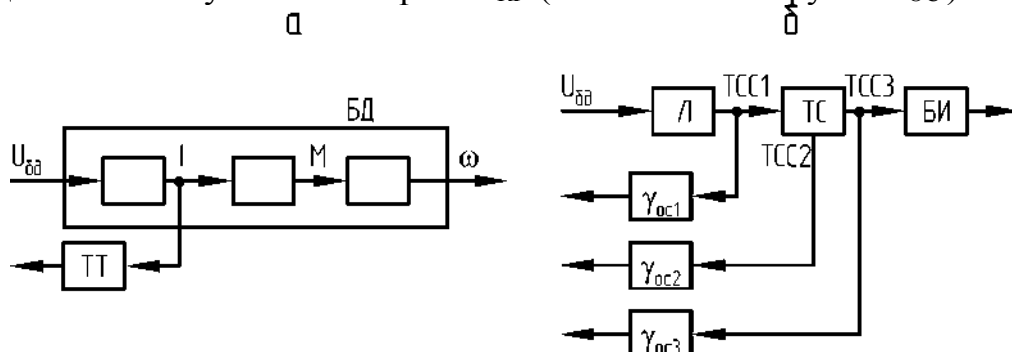 а б
БД
U_бд I M ω
ТТ
U_бд Л ТСС1 ТС ТСС3 БИ
ТСС2
γ_ос1
γ_ос2
γ_ос3